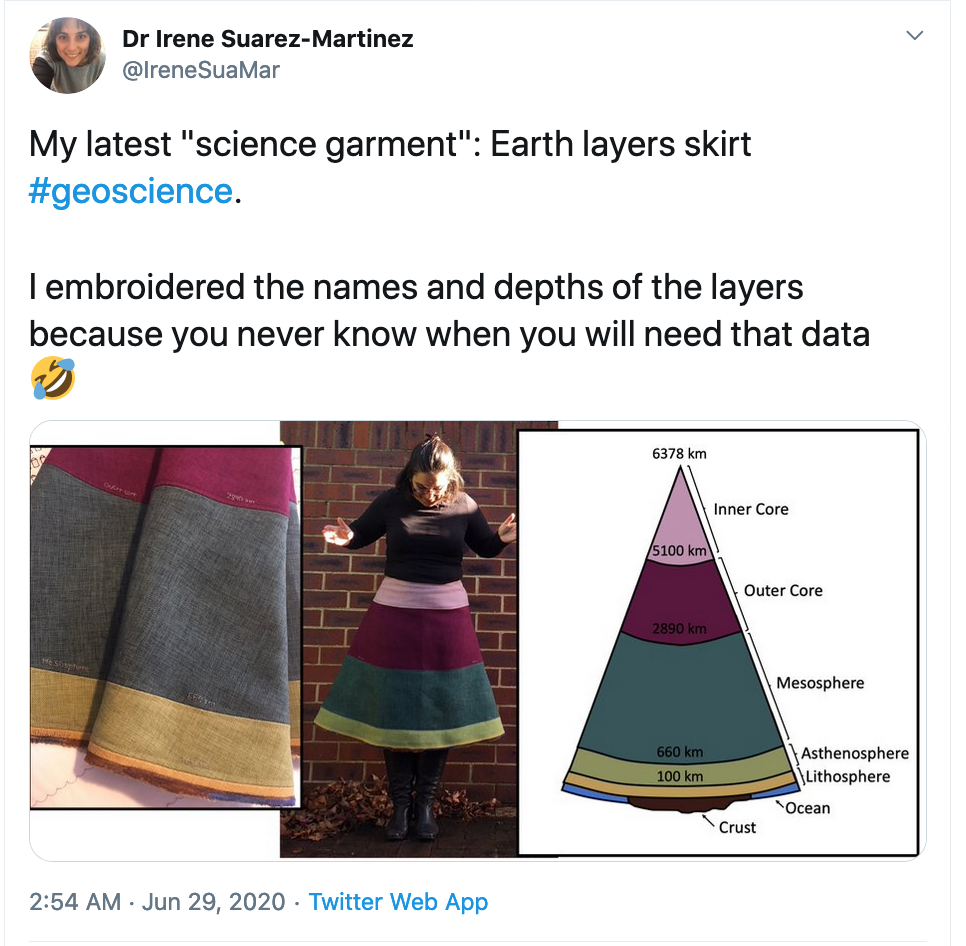 Dr Irene Suarez-Martinez
@IreneSuaMar
My latest "science garment": Earth layers skirt
#geoscience.
I embroidered the names and depths of the layers
because you never know when you will need that data
🤣
Outer core
2890 km
Mesosphere
660 km
6378 km
Inner Core
5100 km
Outer Core
2890 km
Mesosphere
660 km
Asthenosphere
100 km
Lithosphere
Ocean
Crust
2:54 AM · Jun 29, 2020 · Twitter Web App